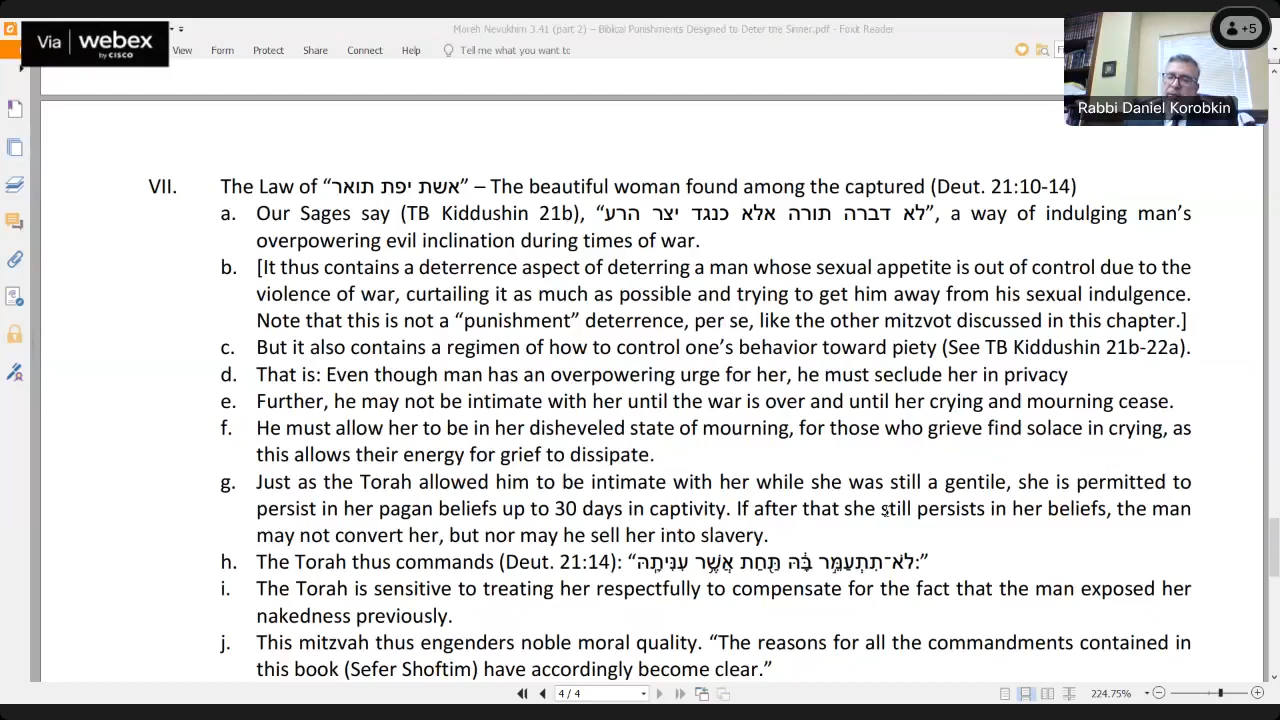 Moreh Nevukhim 3.41 (part 2) – Biblical Punishments Designed to Deter the Sinner.pdf - Foxit Reader
Via webex
by CISCO
View Form Protect Share Connect Help Tell me what you want to
+5
Rabbi Daniel Korobkin
VII. The Law of “אשת יפת תואר” – The beautiful woman found among the captured (Deut. 21:10-14)
a. Our Sages say (TB Kiddushin 21b), “לא דברה תורה אלא כנגד יצר הרע”, a way of indulging man’s
overpowering evil inclination during times of war.
b. [It thus contains a deterrence aspect of deterring a man whose sexual appetite is out of control due to the
violence of war, curtailing it as much as possible and trying to get him away from his sexual indulgence.
Note that this is not a “punishment” deterrence, per se, like the other mitzvot discussed in this chapter.]
c. But it also contains a regimen of how to control one’s behavior toward piety (See TB Kiddushin 21b-22a).
d. That is: Even though man has an overpowering urge for her, he must seclude her in privacy
e. Further, he may not be intimate with her until the war is over and until her crying and mourning cease.
f. He must allow her to be in her disheveled state of mourning, for those who grieve find solace in crying, as
this allows their energy for grief to dissipate.
g. Just as the Torah allowed him to be intimate with her while she was still a gentile, she is permitted to
persist in her pagan beliefs up to 30 days in captivity. If after that she still persists in her beliefs, the man
may not convert her, but nor may he sell her into slavery.
h. The Torah thus commands (Deut. 21:14): “לֹא־תִתְעַמֵּ֣ר בָּ֔הּ תַּ֖חַת אֲשֶׁ֥ר עִנִּיתָֽהּ׃”
i. The Torah is sensitive to treating her respectfully to compensate for the fact that the man exposed her
nakedness previously.
j. This mitzvah thus engenders noble moral quality. “The reasons for all the commandments contained in
this book (Sefer Shoftim) have accordingly become clear.”
4 / 4
224.75%